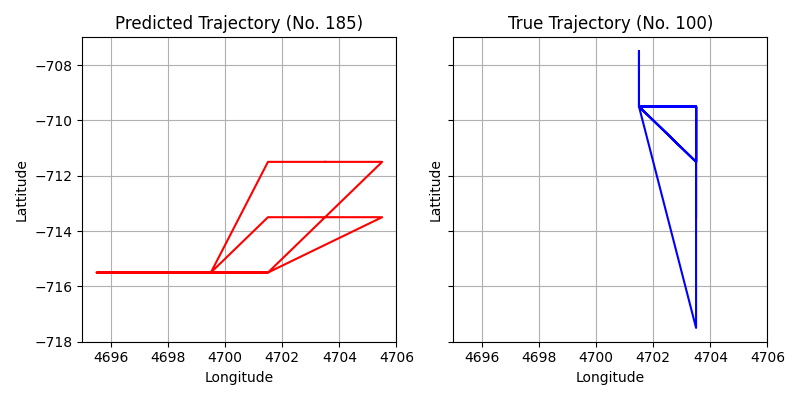 Predicted Trajectory (No. 185)
True Trajectory (No. 100)
−708
−710
−712
−714
−716
−718
Lattitude
Lattitude
4696 4698 4700 4702 4704 4706
4696 4698 4700 4702 4704 4706
Longitude
Longitude